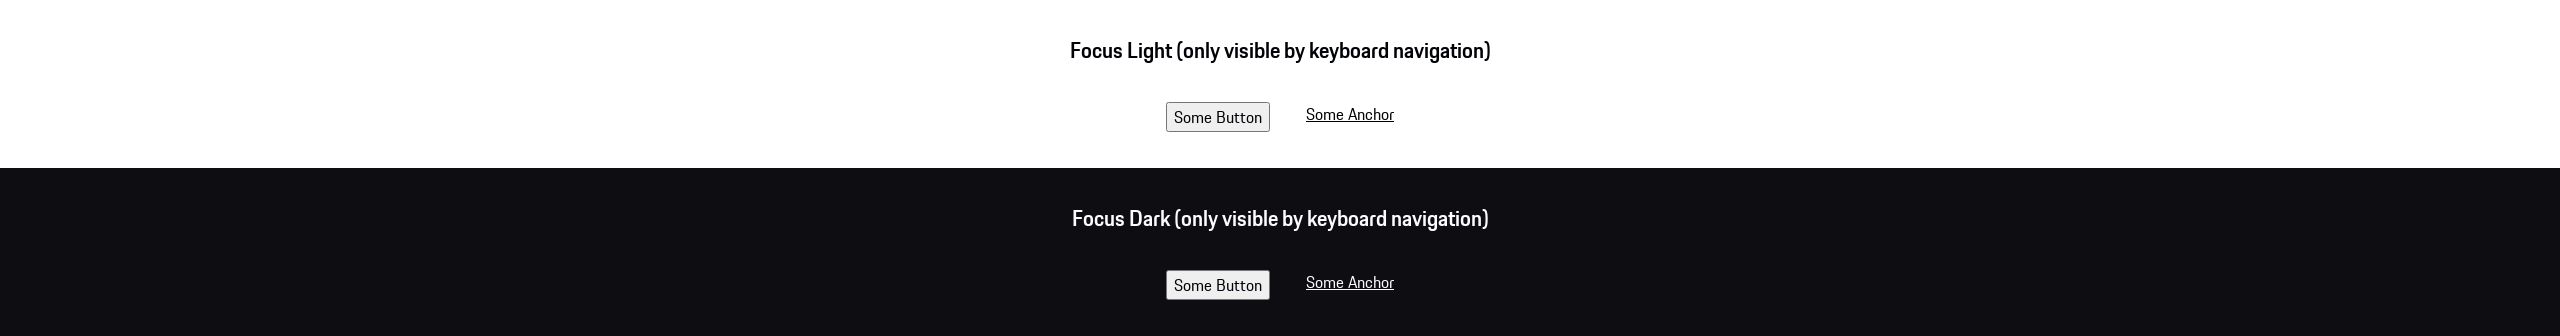 Focus Light (only visible by keyboard navigation)
Some Button Some Anchor
Focus Dark (only visible by keyboard navigation)
Some Button Some Anchor